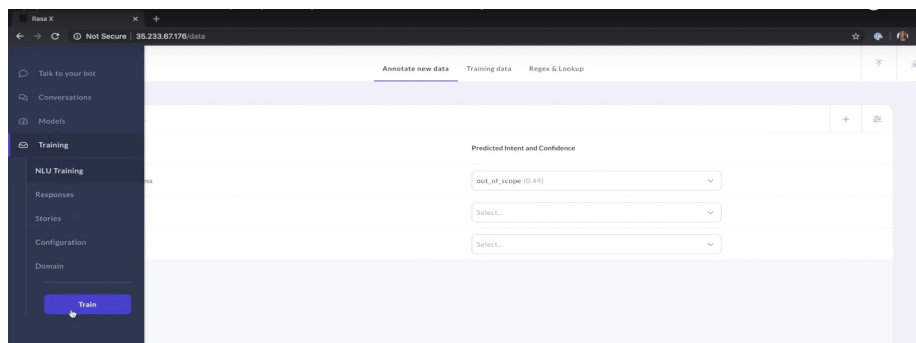 Rasa X
Not Secure | 35.233.67.176/data
Talk to your bot
Conversations
Models
Training
NLU Training
Responses
Stories
Configuration
Domain
Train
Annotate new data Training data Regex & Lookup
Predicted Intent and Confidence
out_of_scope (0.49)
Select...
Select...